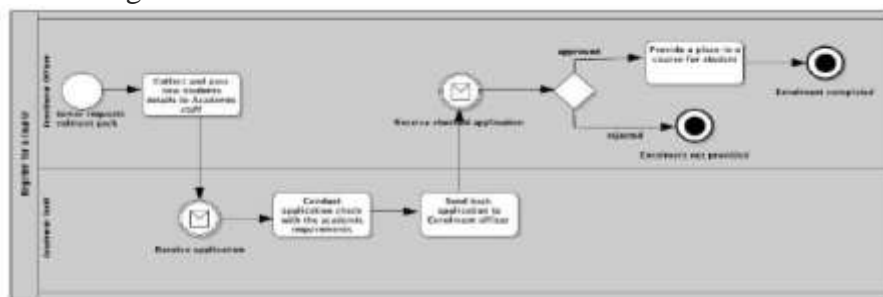 Register for a course
Enrolment Officer
Collect and pass
new students
details to Academic
staff
approved
Provide a place in a
course for student
Enrolment completed
Receive checked application
rejected
Enrolment not provided
Academic Staff
Receive application
Conduct
application check
with the academic
requirements
Send back
application to
Enrolment officer